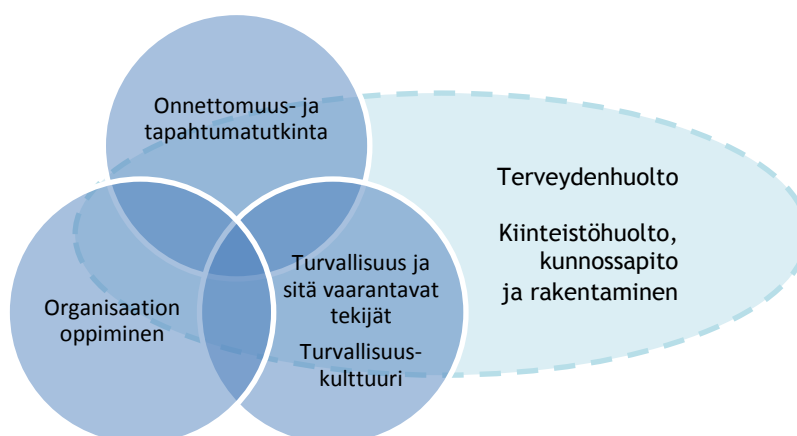 Onnettomuus- ja
tapahtumatutkinta
Terveydenhuolto
Kiinteistöhuolto,
kunnossapito
ja rakentaminen
Organisaation
oppiminen
Turvallisuus ja
sitä vaarantavat
tekijät
Turvallisuus-
kulttuuri